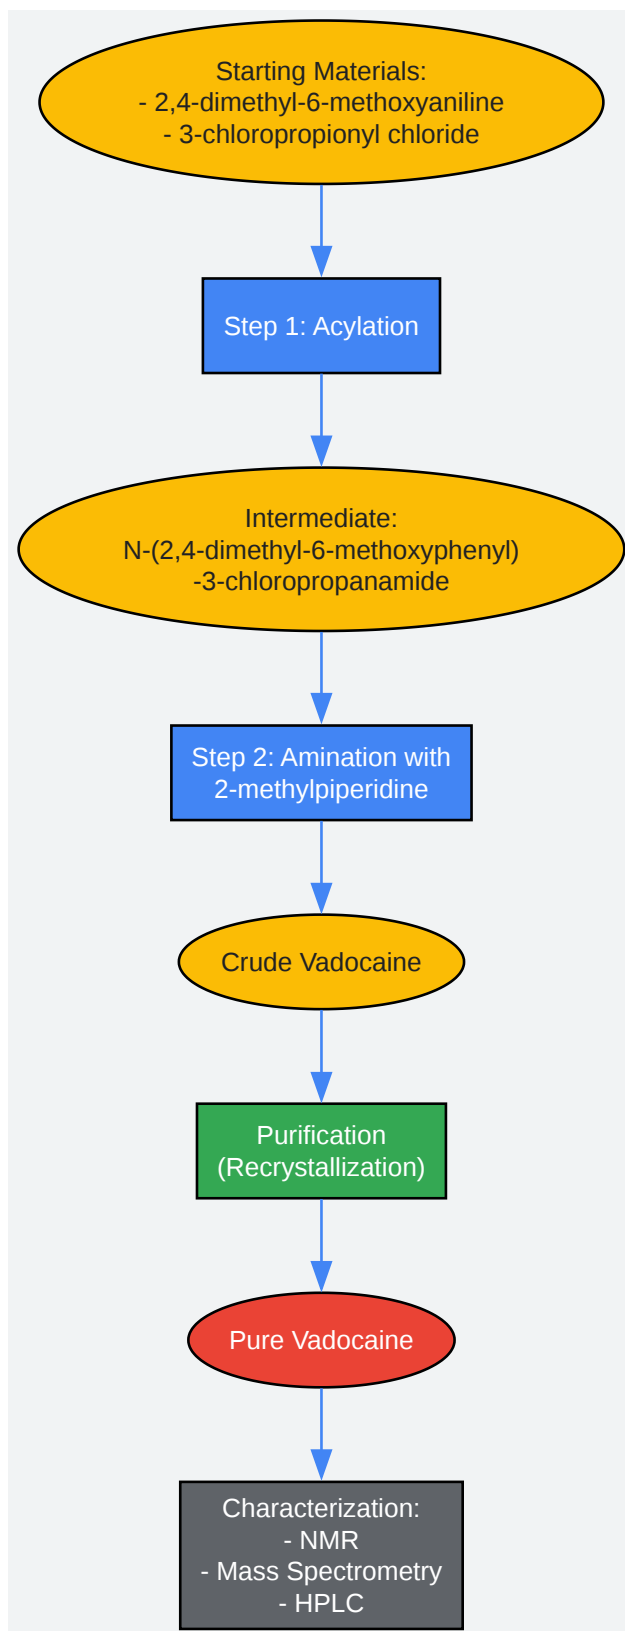 Starting Materials:
- 2,4-dimethyl-6-methoxyaniline
- 3-chloropropionyl chloride
Step 1: Acylation
Intermediate:
N-(2,4-dimethyl-6-methoxyphenyl)
-3-chloropropanamide
Step 2: Amination with
2-methylpiperidine
Crude Vadocaine
Purification
(Recrystallization)
Pure Vadocaine
Characterization:
- NMR
- Mass Spectrometry
- HPLC